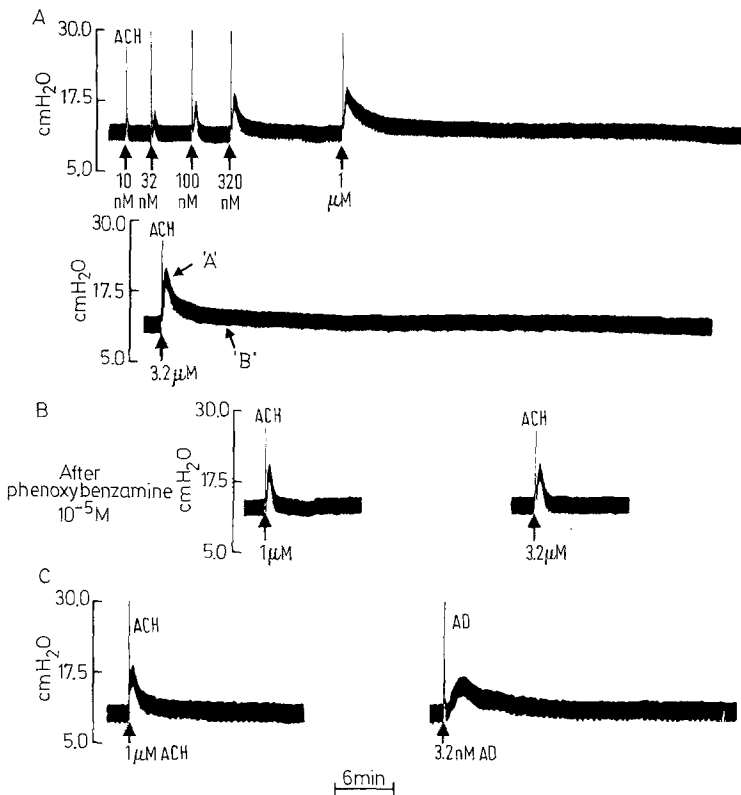 A
30.0
17.5
5.0
cmH2O
ACH
10 nM
32 nM
100 nM
320 nM
1 μM
30.0
17.5
5.0
cmH2O
ACH
'A'
'B'
3.2μM
B
After
phenoxybenzamine
10⁻⁵M
30.0
17.5
5.0
cmH2O
ACH
1μM
ACH
3.2μM
C
30.0
17.5
5.0
cmH2O
ACH
1μM ACH
AD
3.2nM AD
6min